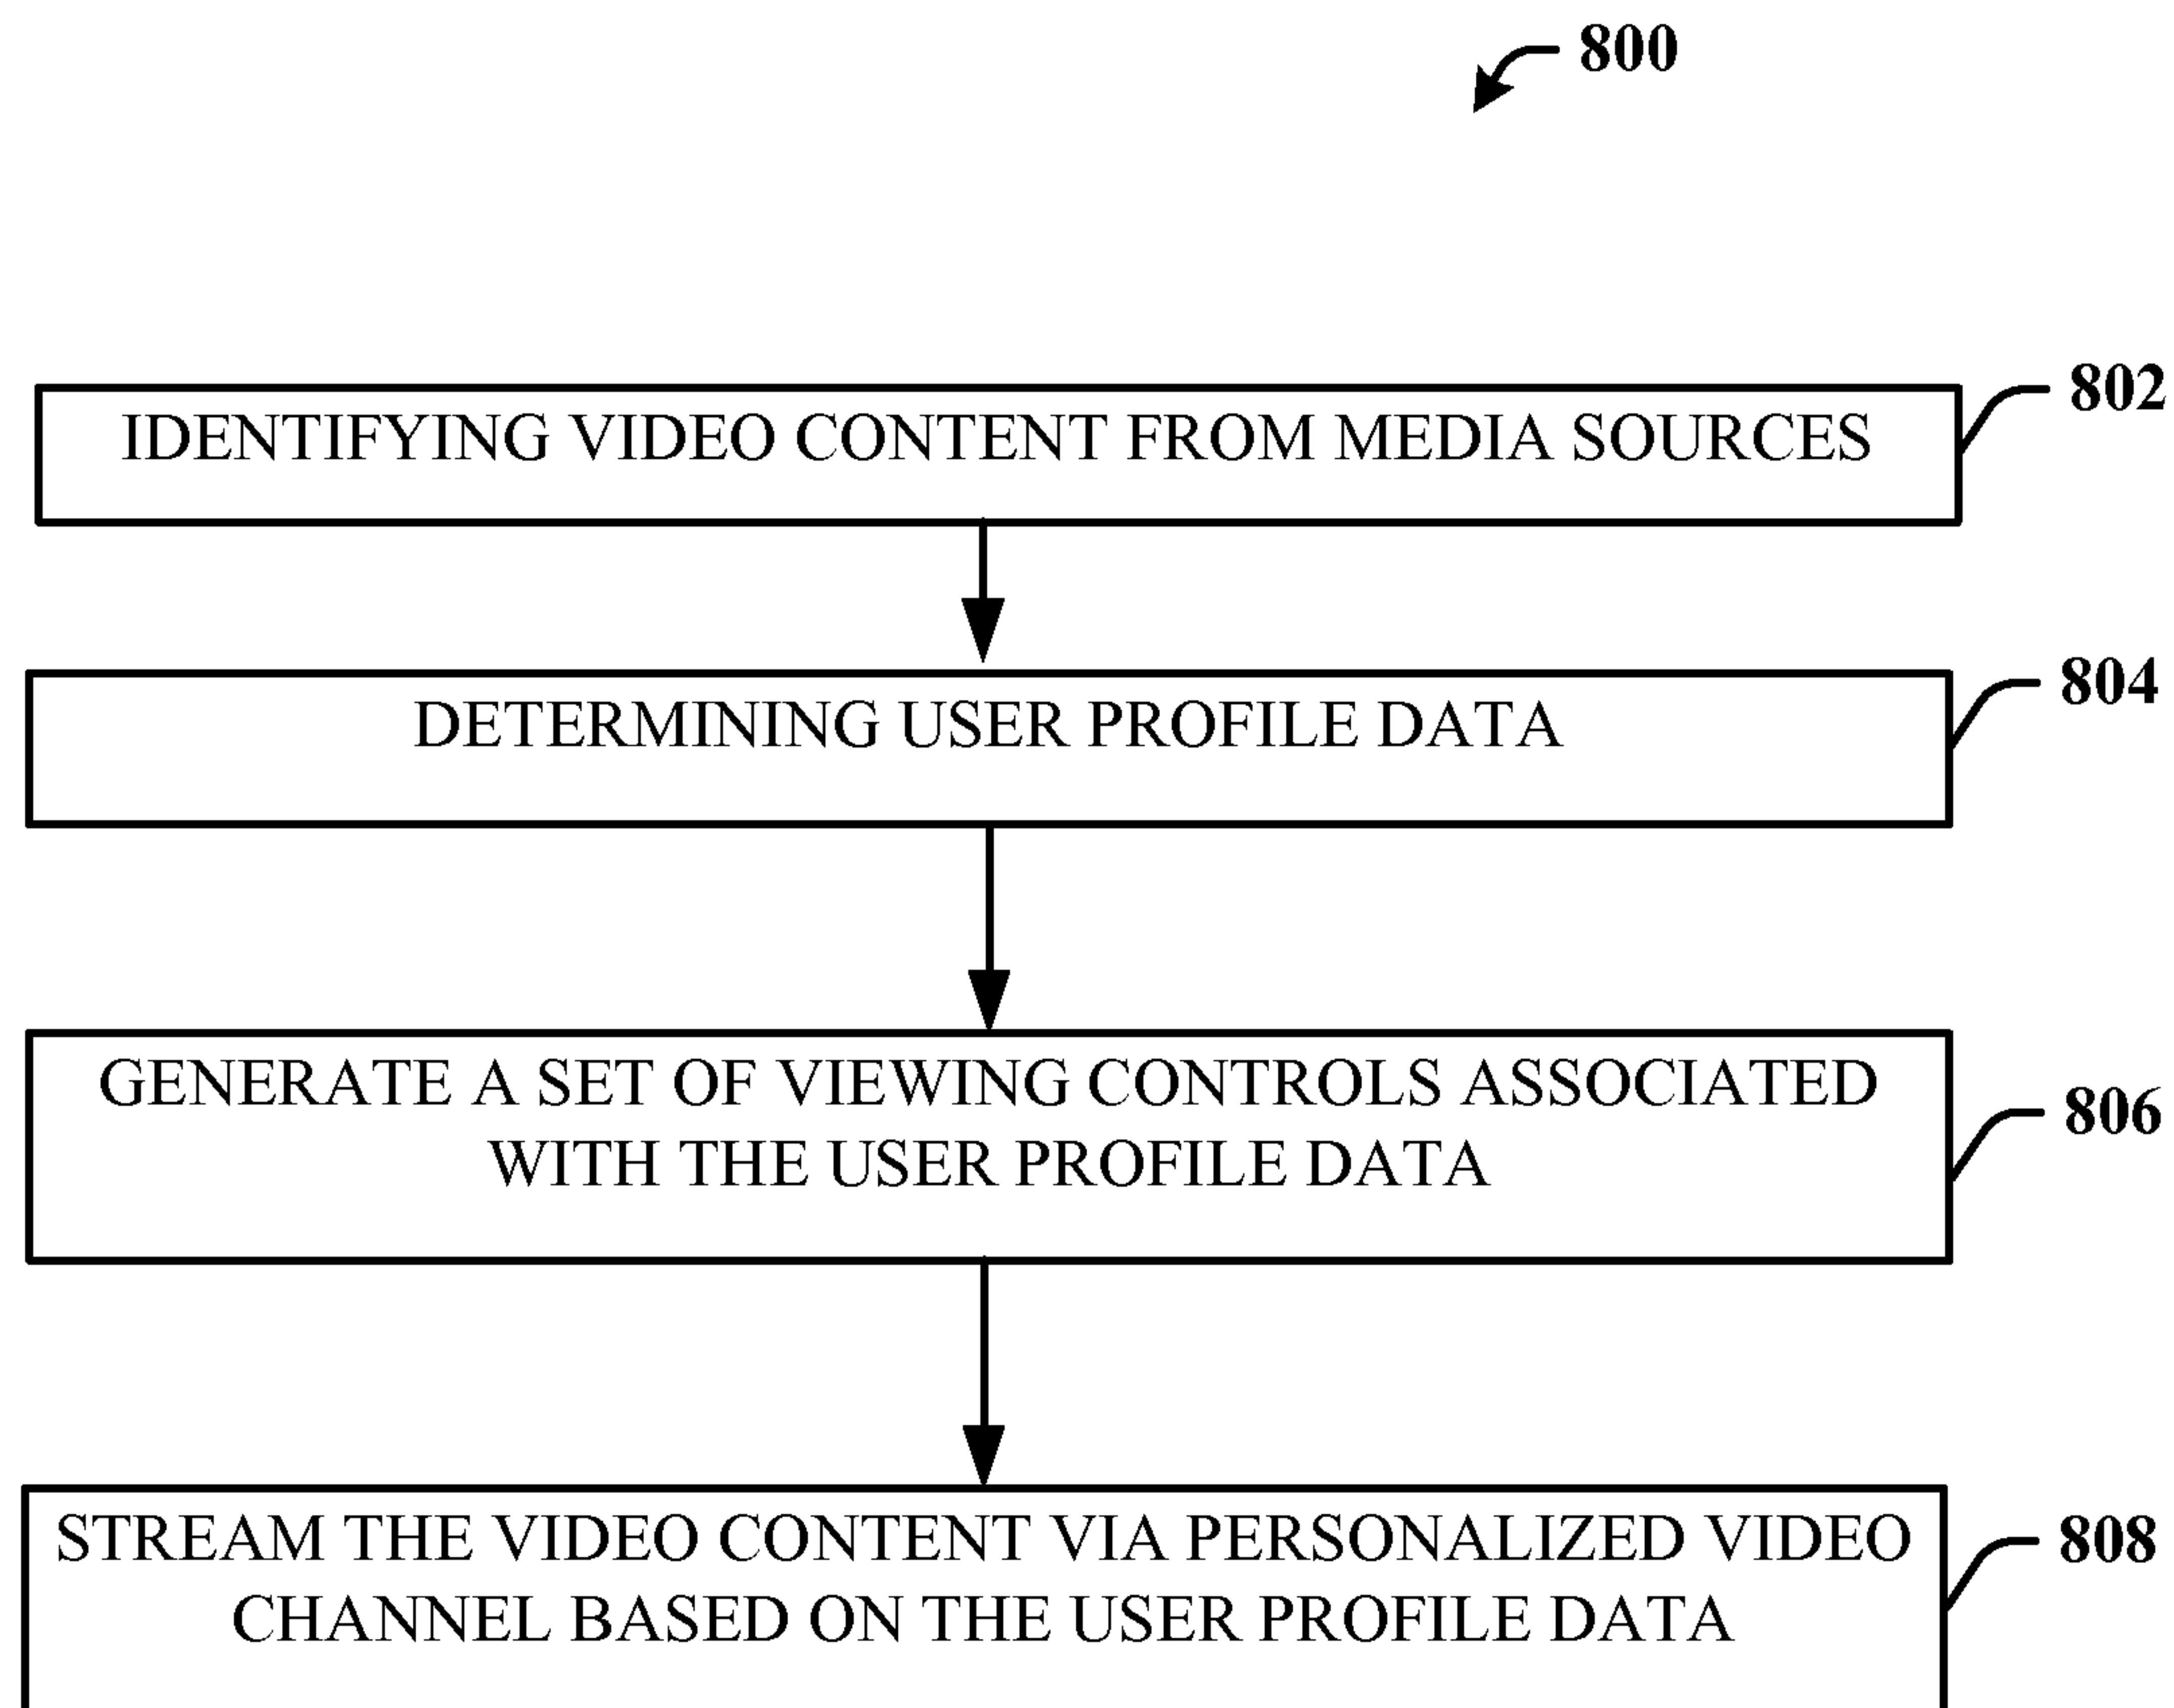 800
IDENTIFYING VIDEO CONTENT FROM MEDIA SOURCES
802
DETERMINING USER PROFILE DATA
804
GENERATE A SET OF VIEWING CONTROLS ASSOCIATED
WITH THE USER PROFILE DATA
806
STREAM THE VIDEO CONTENT VIA PERSONALIZED VIDEO
CHANNEL BASED ON THE USER PROFILE DATA
808